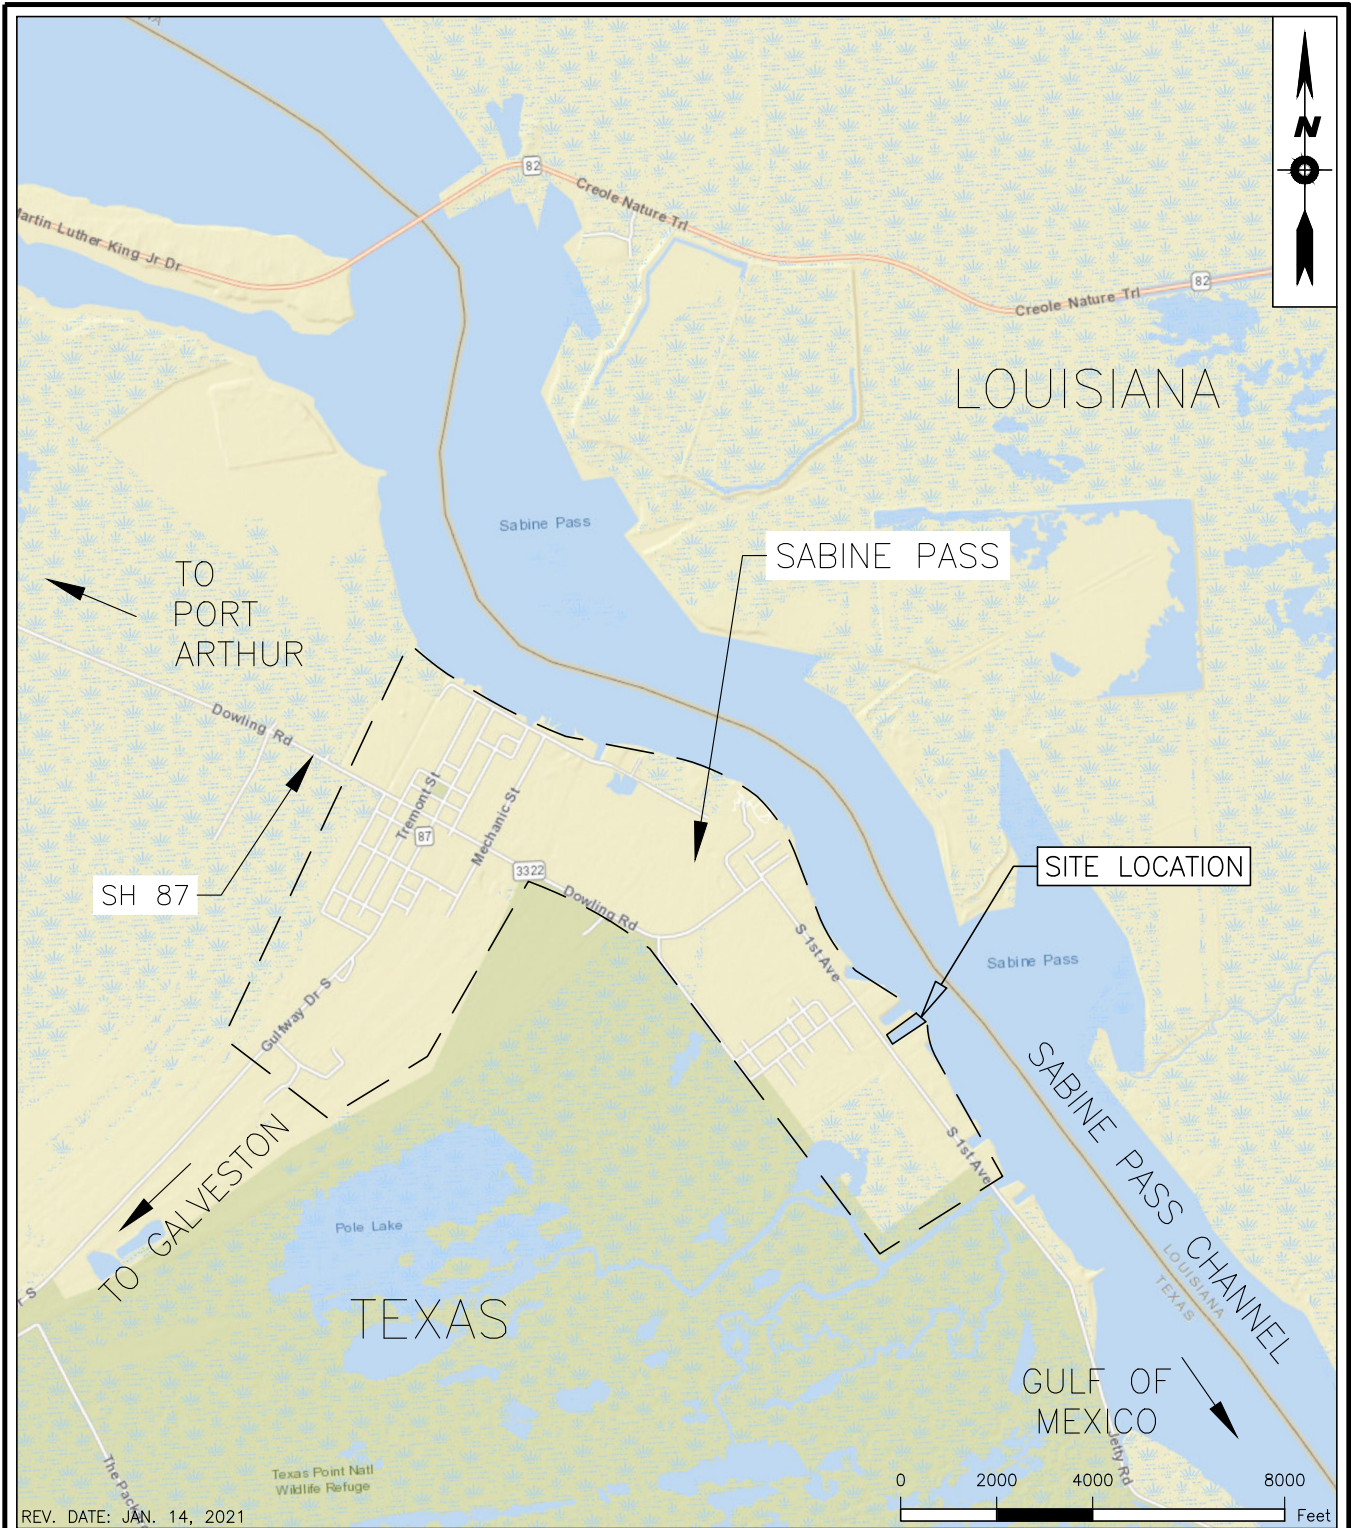 N
82
Creole Nature Trl
Martin Luther King Jr Dr
82
Creole Nature Trl
LOUISIANA
Sabine Pass
SABINE PASS
TO
PORT
ARTHUR
Dowling Rd
Tremont St
87
Mechanic St
3322
SH 87
Dowling Rd
SITE LOCATION
S 1st Ave
Sabine Pass
Gulfway Dr S
SABINE PASS CHANNEL
TO GALVESTON
S 1st Ave
Pole Lake
LOUISIANA
TEXAS
TEXAS
GULF OF
MEXICO
Jetty Rd
Texas Point Natl
Wildlife Refuge
0 2000 4000 8000
Feet
REV. DATE: JAN. 14, 2021